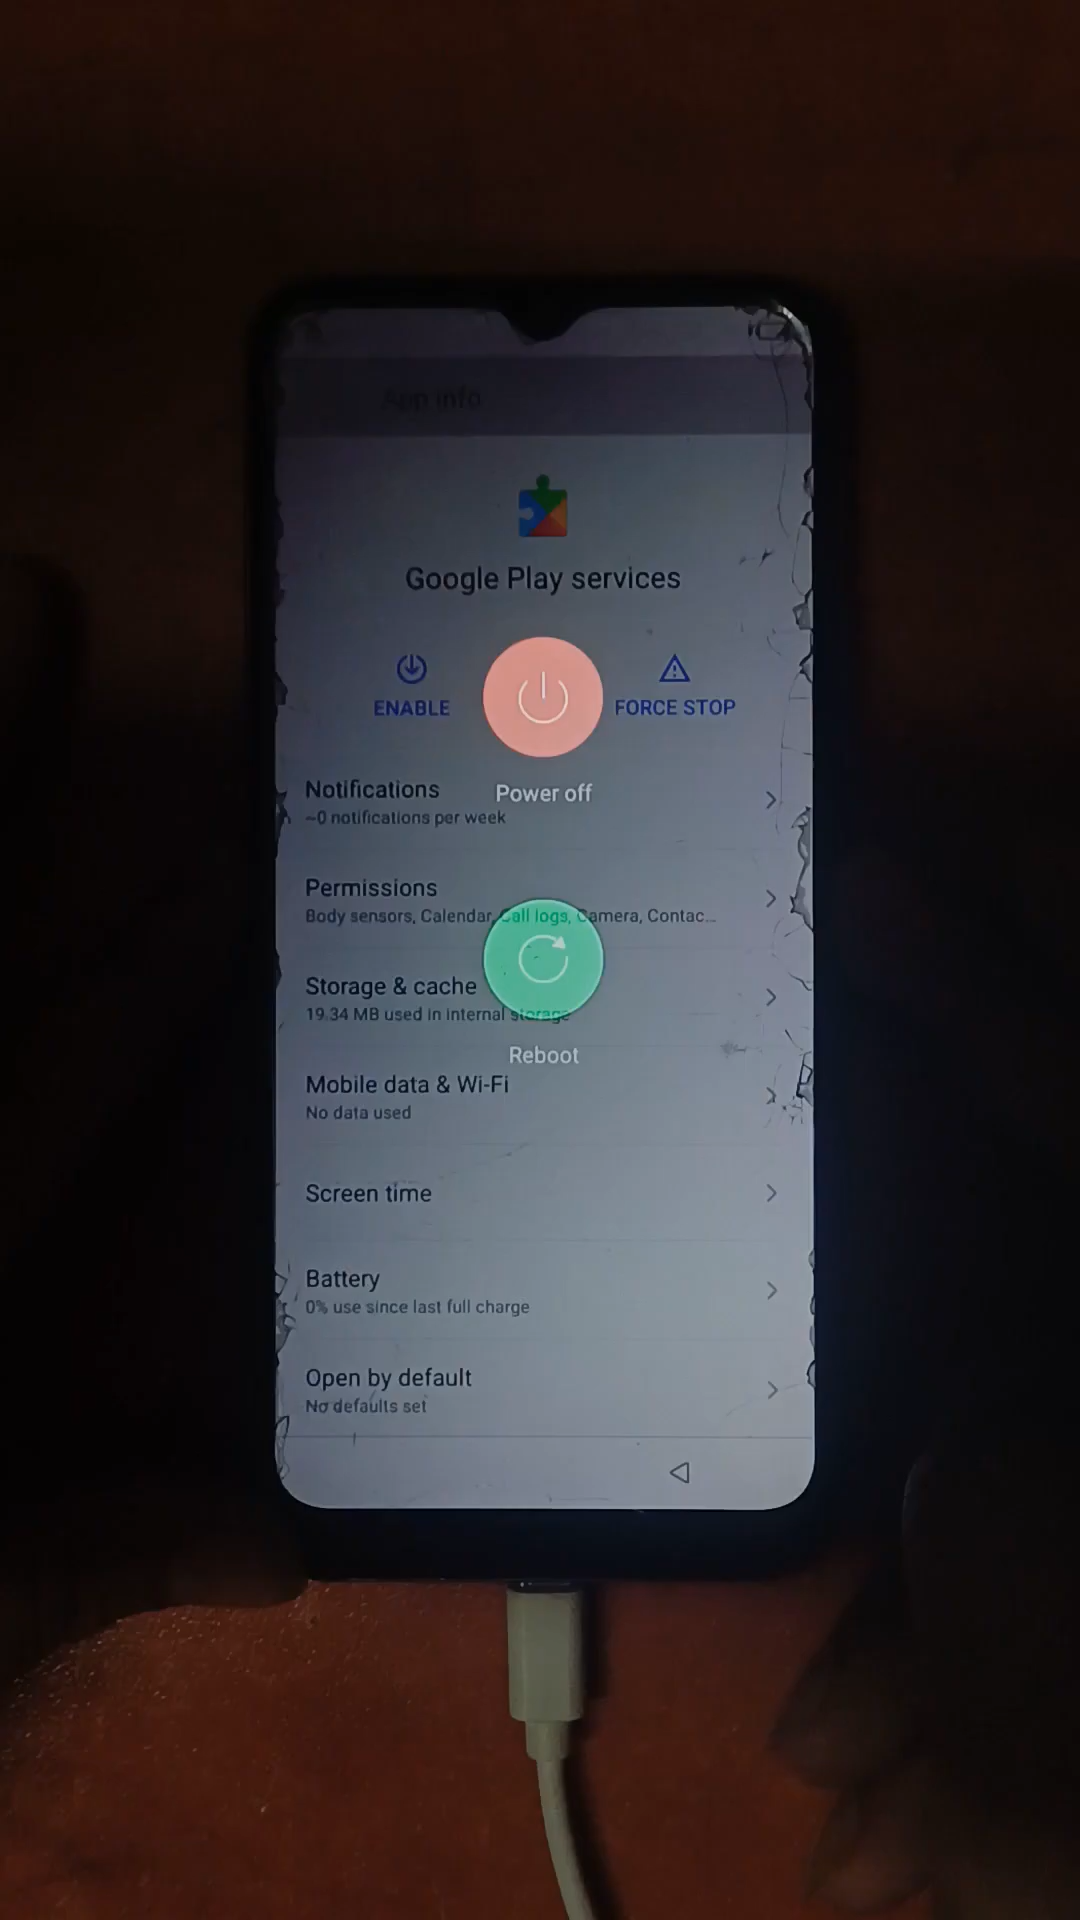 App info
Google Play services
ENABLE
FORCE STOP
Power off
Notifications
~0 notifications per week
Permissions
Body sensors, Calendar, Call logs, Camera, Contac...
Storage & cache
19.34 MB used in internal storage
Reboot
Mobile data & Wi-Fi
No data used
Screen time
Battery
0% use since last full charge
Open by default
No defaults set